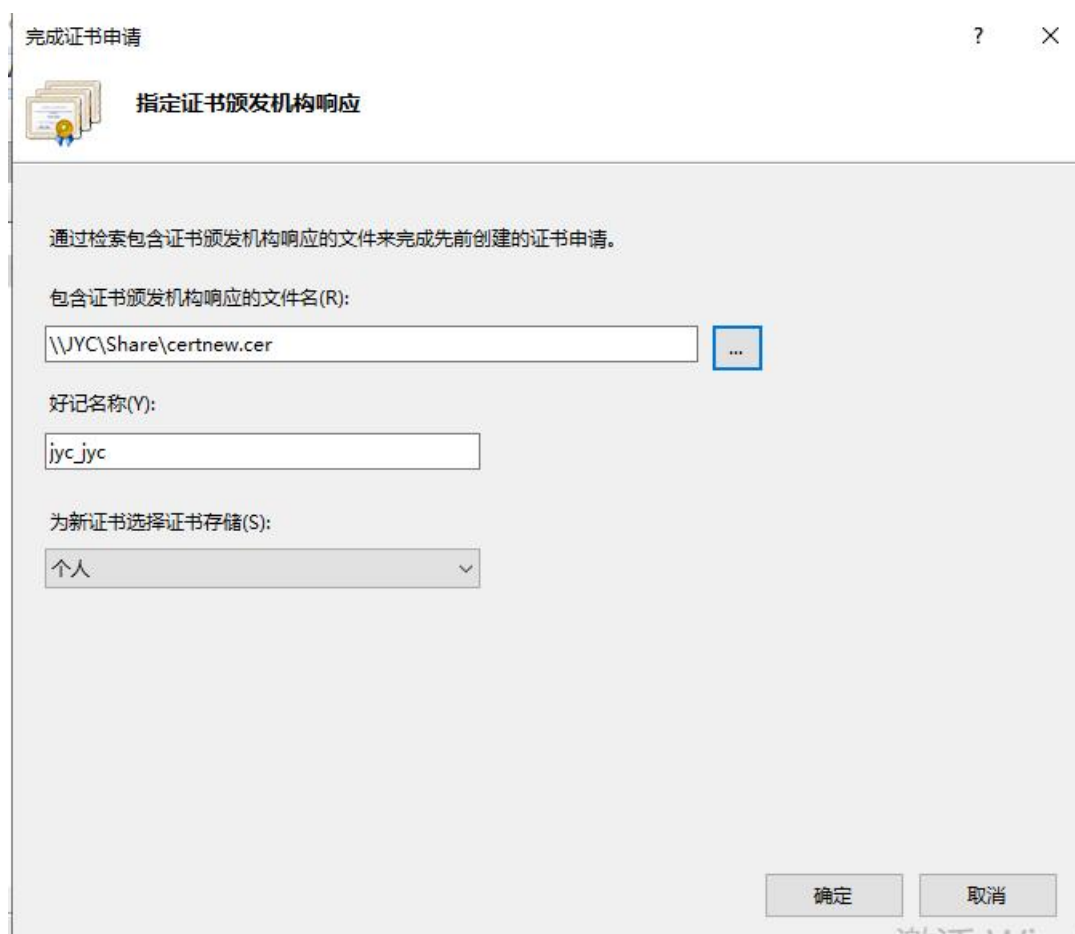 完成证书申请
?
指定证书颁发机构响应
通过检索包含证书颁发机构响应的文件来完成先前创建的证书申请。
包含证书颁发机构响应的文件名(R):
\\JYC\Share\certnew.cer
...
好记名称(Y):
jyc_jyc
为新证书选择证书存储(S):
个人
确定 取消